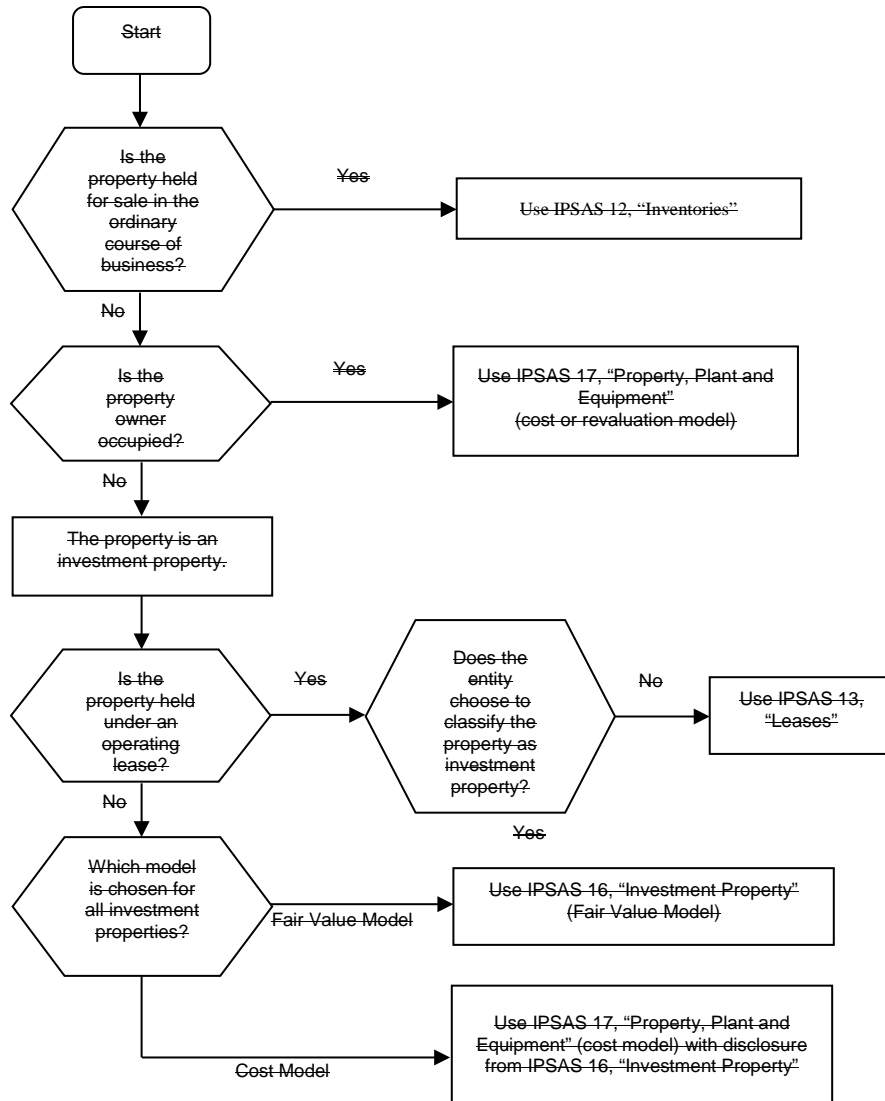 Start
Is the
property held
for sale in the
ordinary
course of
business?
Yes
Use IPSAS 12, “Inventories”
No
Is the
property
owner
occupied?
Yes
Use IPSAS 17, “Property, Plant and
Equipment”
(cost or revaluation model)
No
The property is an
investment property.
Is the
property held
under an
operating
lease?
Yes
Does the
entity
choose to
classify the
property as
investment
property?
No
Use IPSAS 13,
“Leases”
No
Yes
Which model
is chosen for
all investment
properties?
Fair Value Model
Use IPSAS 16, “Investment Property”
(Fair Value Model)
Cost Model
Use IPSAS 17, “Property, Plant and
Equipment” (cost model) with disclosure
from IPSAS 16, “Investment Property”